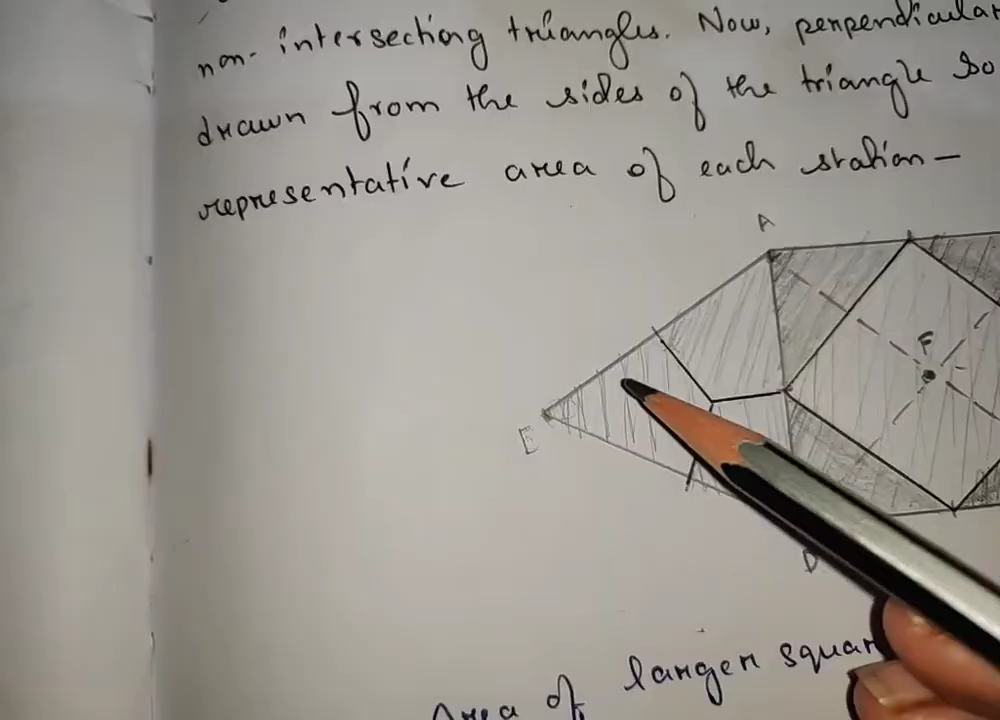 non-intersecting triangles. Now, perpendicular
drawn from the sides of the triangle so
representative area of each station-
A
F
E
D
Area of larger squar